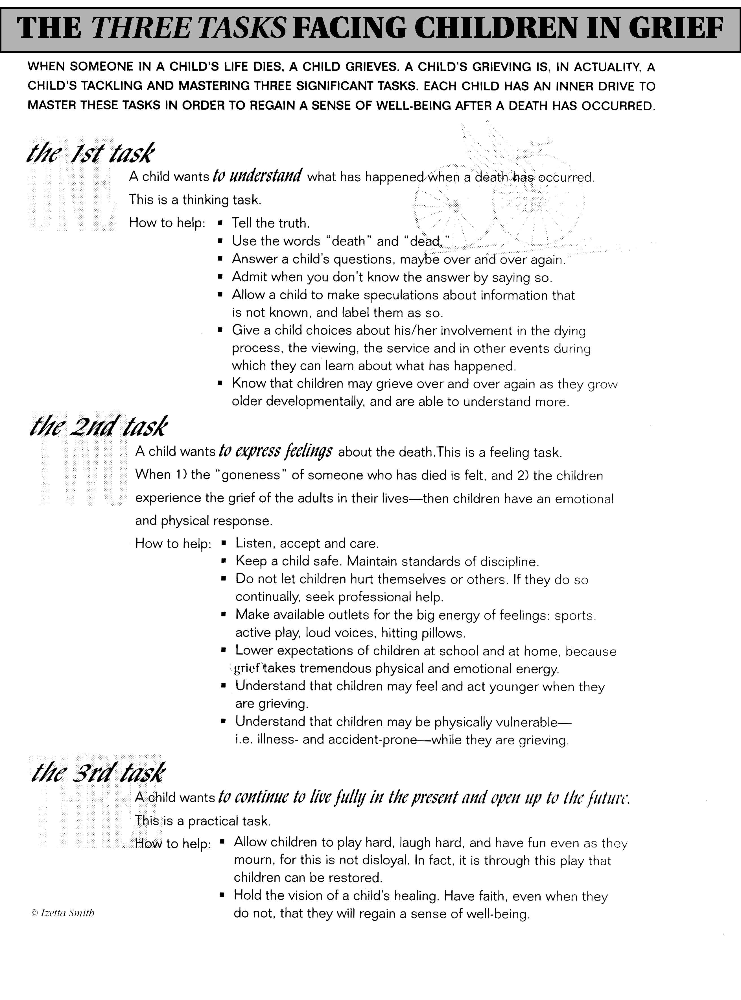 THE THREE TASKS FACING CHILDREN IN GRIEF
WHEN SOMEONE IN A CHILD'S LIFE DIES, A CHILD GRIEVES. A CHILD'S GRIEVING IS, IN ACTUALITY, A
CHILD'S TACKLING AND MASTERING THREE SIGNIFICANT TASKS. EACH CHILD HAS AN INNER DRIVE TO
MASTER THESE TASKS IN ORDER TO REGAIN A SENSE OF WELL-BEING AFTER A DEATH HAS OCCURRED.
ONE
the 1st task
A child wants to understand what has happened when a death has occurred.
This is a thinking task.
How to help: ▪ Tell the truth.
▪ Use the words “death” and “dead.”
▪ Answer a child's questions, maybe over and over again.
▪ Admit when you don't know the answer by saying so.
▪ Allow a child to make speculations about information that
is not known, and label them as so.
▪ Give a child choices about his/her involvement in the dying
process, the viewing, the service and in other events during
which they can learn about what has happened.
▪ Know that children may grieve over and over again as they grow
older developmentally, and are able to understand more.
TWO
the 2nd task
A child wants to express feelings about the death.This is a feeling task.
When 1) the “goneness” of someone who has died is felt, and 2) the children
experience the grief of the adults in their lives—then children have an emotional
and physical response.
How to help: ▪ Listen, accept and care.
▪ Keep a child safe. Maintain standards of discipline.
▪ Do not let children hurt themselves or others. If they do so
continually, seek professional help.
▪ Make available outlets for the big energy of feelings: sports,
active play, loud voices, hitting pillows.
▪ Lower expectations of children at school and at home, because
grief takes tremendous physical and emotional energy.
▪ Understand that children may feel and act younger when they
are grieving.
▪ Understand that children may be physically vulnerable—
i.e. illness- and accident-prone—while they are grieving.
THREE
the 3rd task
A child wants to continue to live fully in the present and open up to the future.
This is a practical task.
How to help: ▪ Allow children to play hard, laugh hard, and have fun even as they
mourn, for this is not disloyal. In fact, it is through this play that
children can be restored.
▪ Hold the vision of a child's healing. Have faith, even when they
do not, that they will regain a sense of well-being.
© Izetta Smith